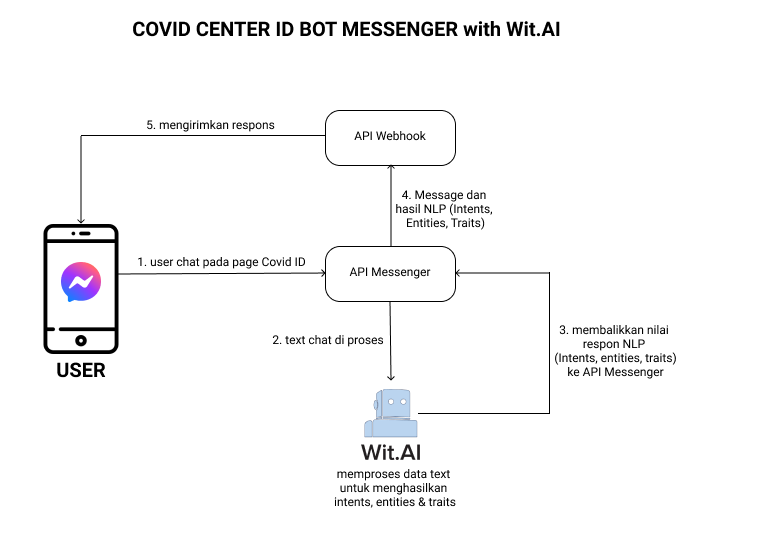 COVID CENTER ID BOT MESSENGER with Wit.AI
5. mengirimkan respons
API Webhook
4. Message dan
hasil NLP (Intents,
Entities, Traits)
1. user chat pada page Covid ID
API Messenger
2. text chat di proses
3. membalikkan nilai
respon NLP
(Intents, entities, traits)
ke API Messenger
USER
Wit.AI
memproses data text
untuk menghasilkan
intents, entities & traits